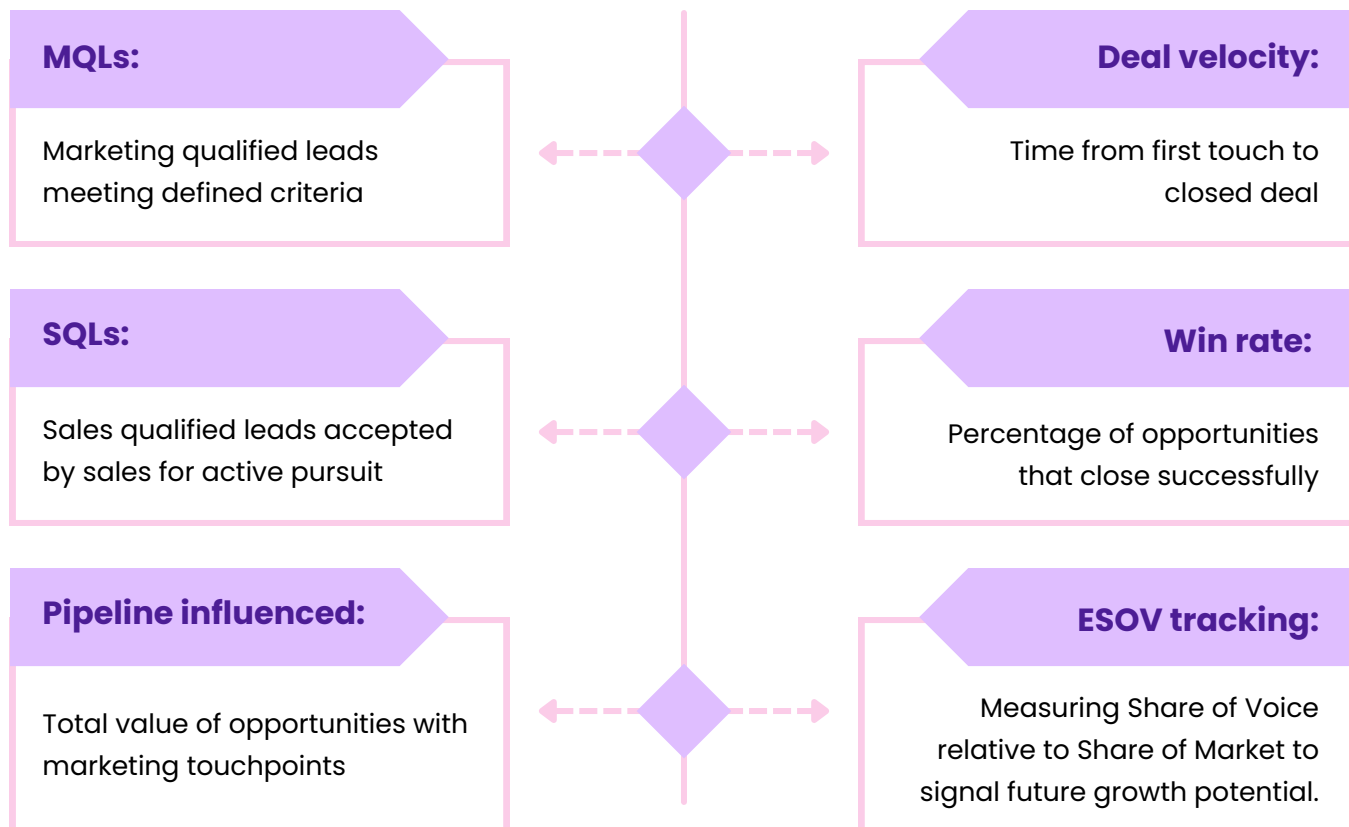 MQLs:
Marketing qualified leads
meeting defined criteria
Deal velocity:
Time from first touch to
closed deal
SQLs:
Sales qualified leads accepted
by sales for active pursuit
Win rate:
Percentage of opportunities
that close successfully
Pipeline influenced:
Total value of opportunities with
marketing touchpoints
ESOV tracking:
Measuring Share of Voice
relative to Share of Market to
signal future growth potential.